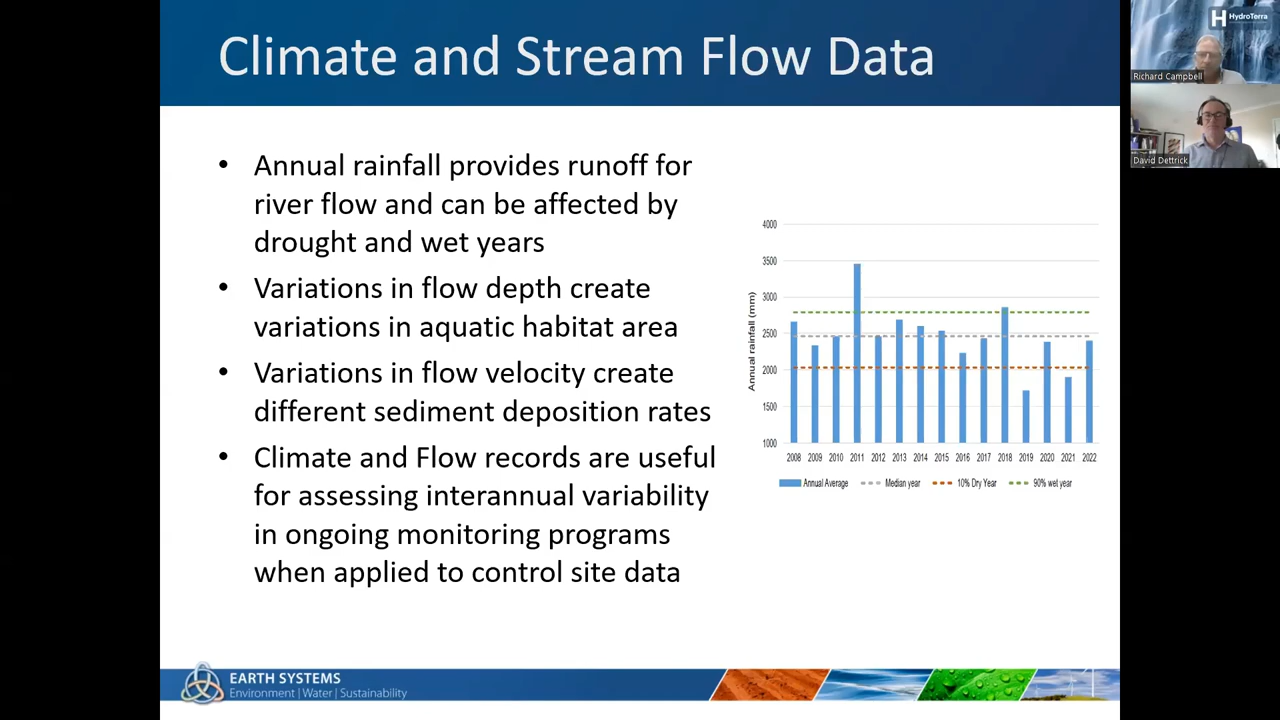 Climate and Stream Flow Data
HydroTerra
Richard Campbell
David Dettrick
• Annual rainfall provides runoff for
river flow and can be affected by
drought and wet years
• Variations in flow depth create
variations in aquatic habitat area
• Variations in flow velocity create
different sediment deposition rates
• Climate and Flow records are useful
for assessing interannual variability
in ongoing monitoring programs
when applied to control site data
Annual rainfall (mm)
4000
3500
3000
2500
2000
1500
1000
2008 2009 2010 2011 2012 2013 2014 2015 2016 2017 2018 2019 2020 2021 2022
Annual Average Median year 10% Dry Year 90% wet year
EARTH SYSTEMS
Environment | Water | Sustainability